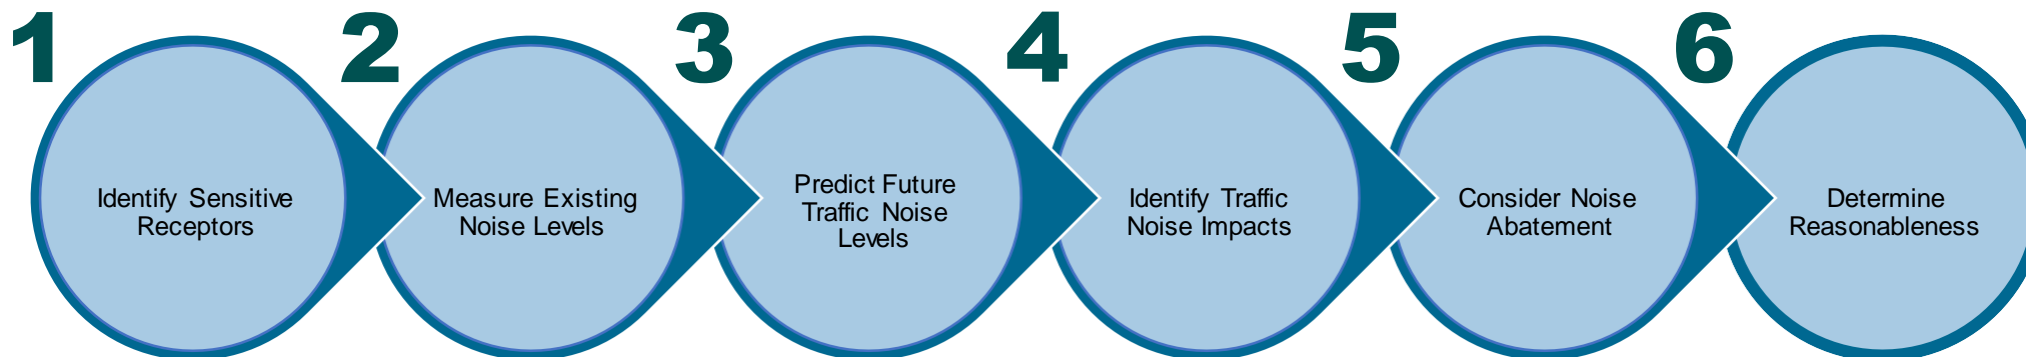 1
Identify Sensitive
Receptors
2
Measure Existing
Noise Levels
3
Predict Future
Traffic Noise
Levels
4
Identify Traffic
Noise Impacts
5
Consider Noise
Abatement
6
Determine
Reasonableness